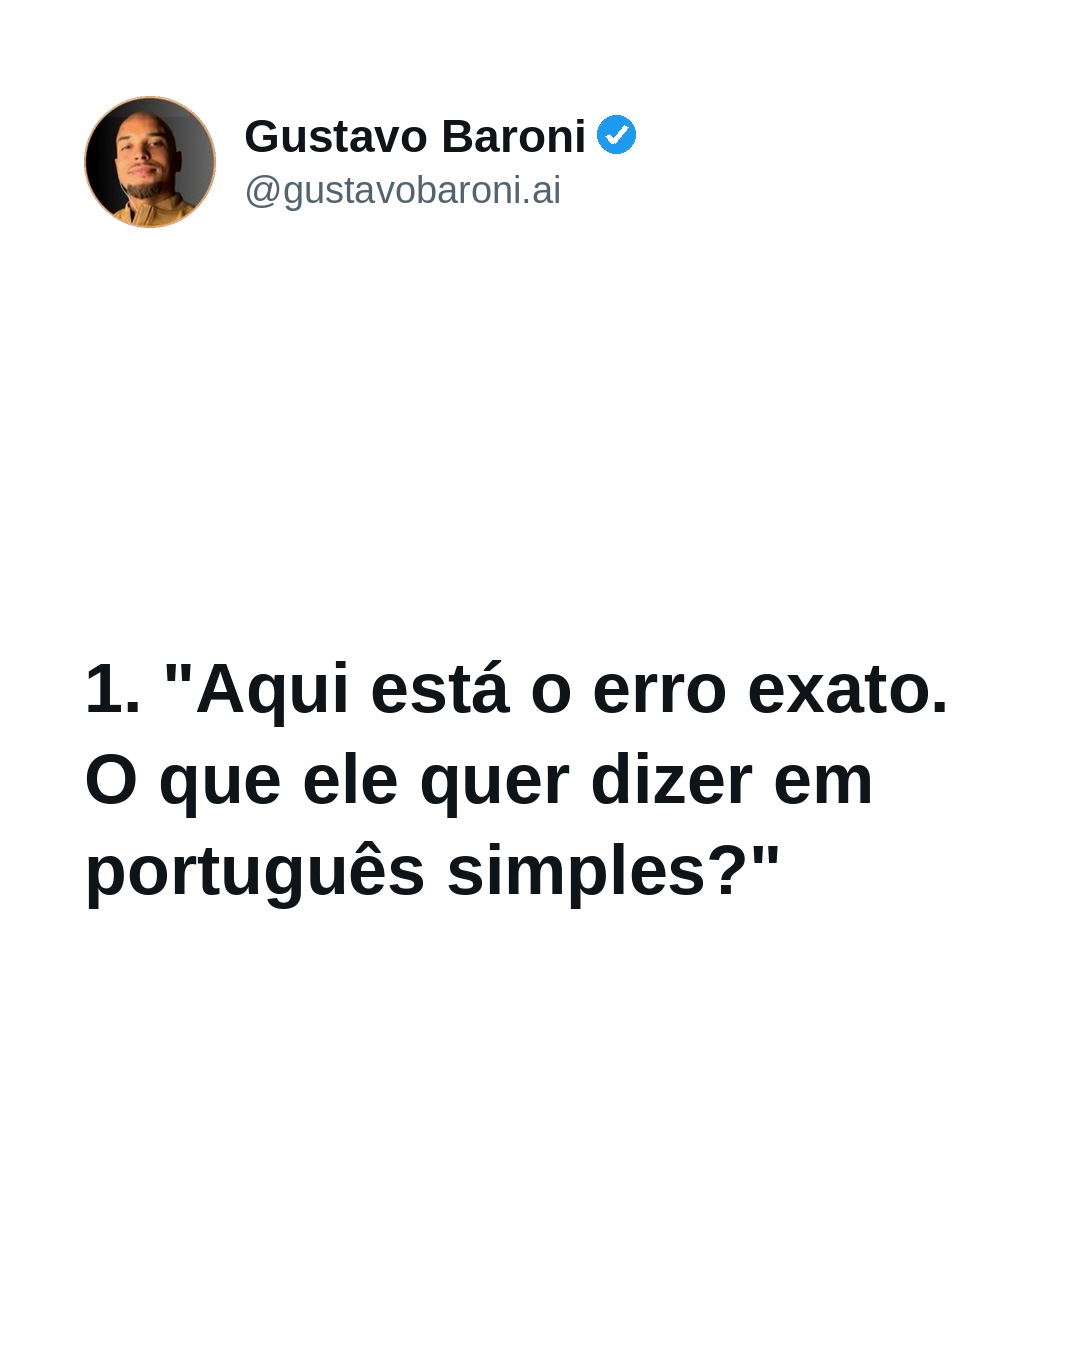 Gustavo Baroni
@gustavobaroni.ai
1. "Aqui está o erro exato.
O que ele quer dizer em
português simples?"